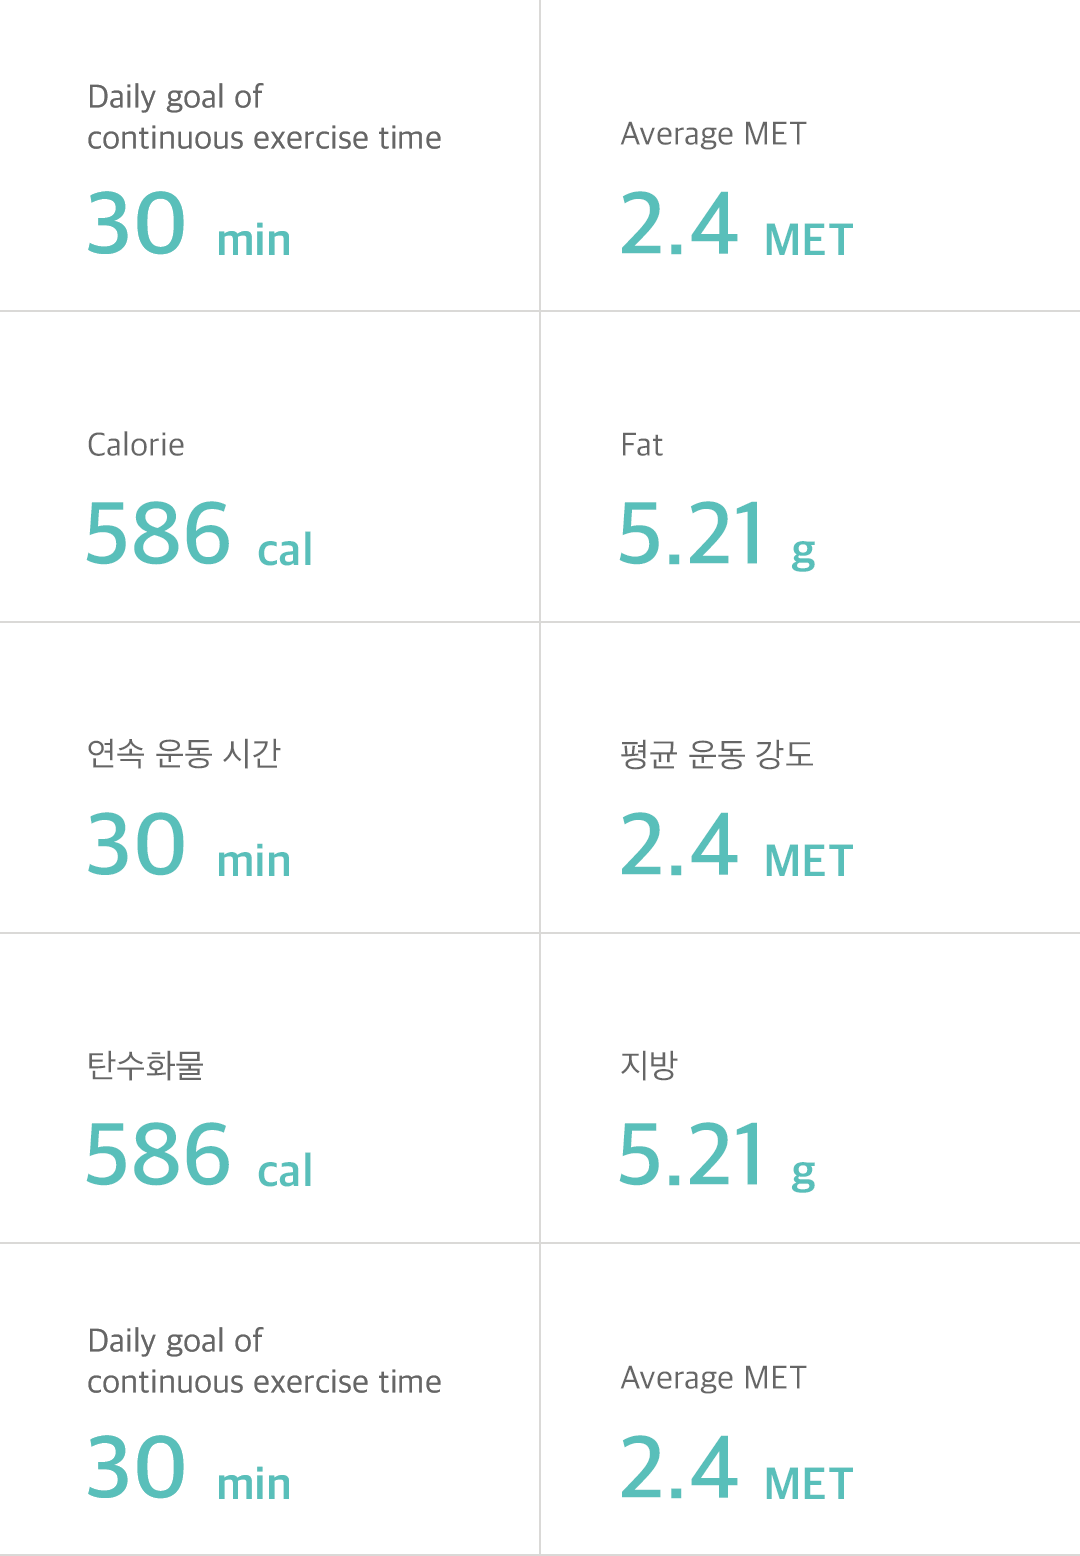 Daily goal of
continuous exercise time
30 min
Average MET
2.4 MET
Calorie
586 cal
Fat
5.21 g
연속 운동 시간
30 min
평균 운동 강도
2.4 MET
탄수화물
586 cal
지방
5.21 g
Daily goal of
continuous exercise time
30 min
Average MET
2.4 MET